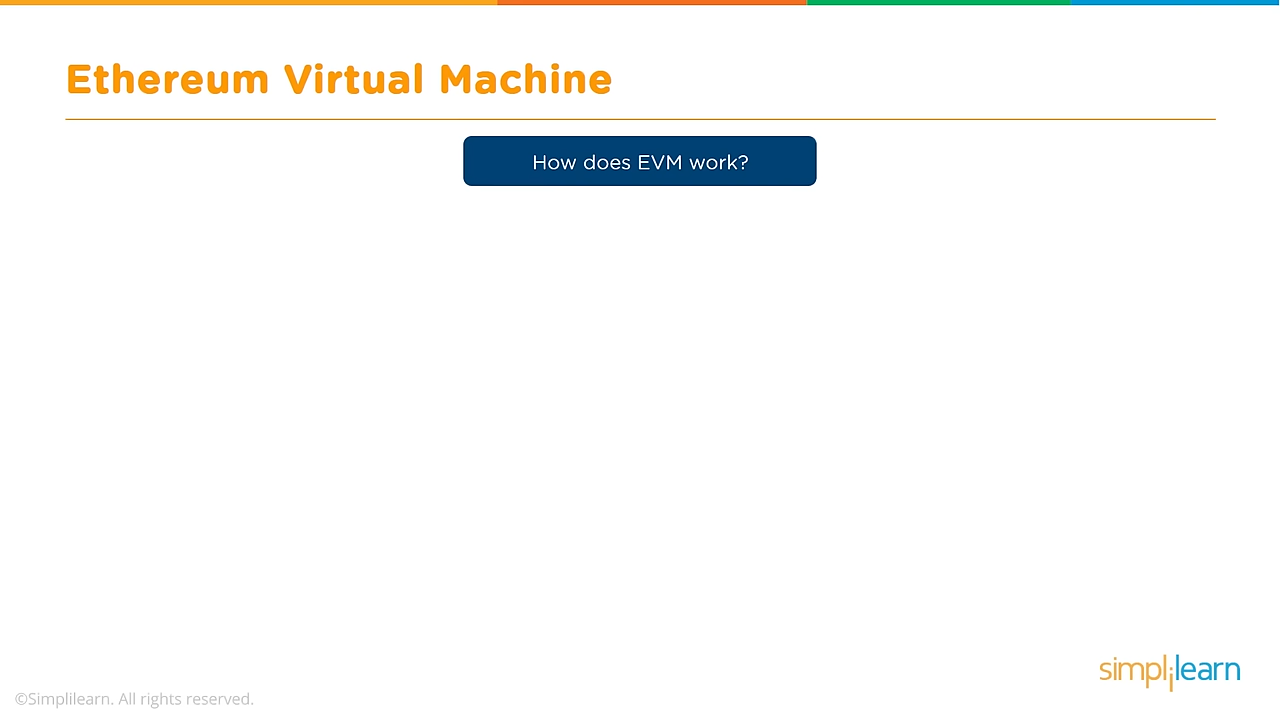 Ethereum Virtual Machine
How does EVM work?
simplilearn
©Simplilearn. All rights reserved.